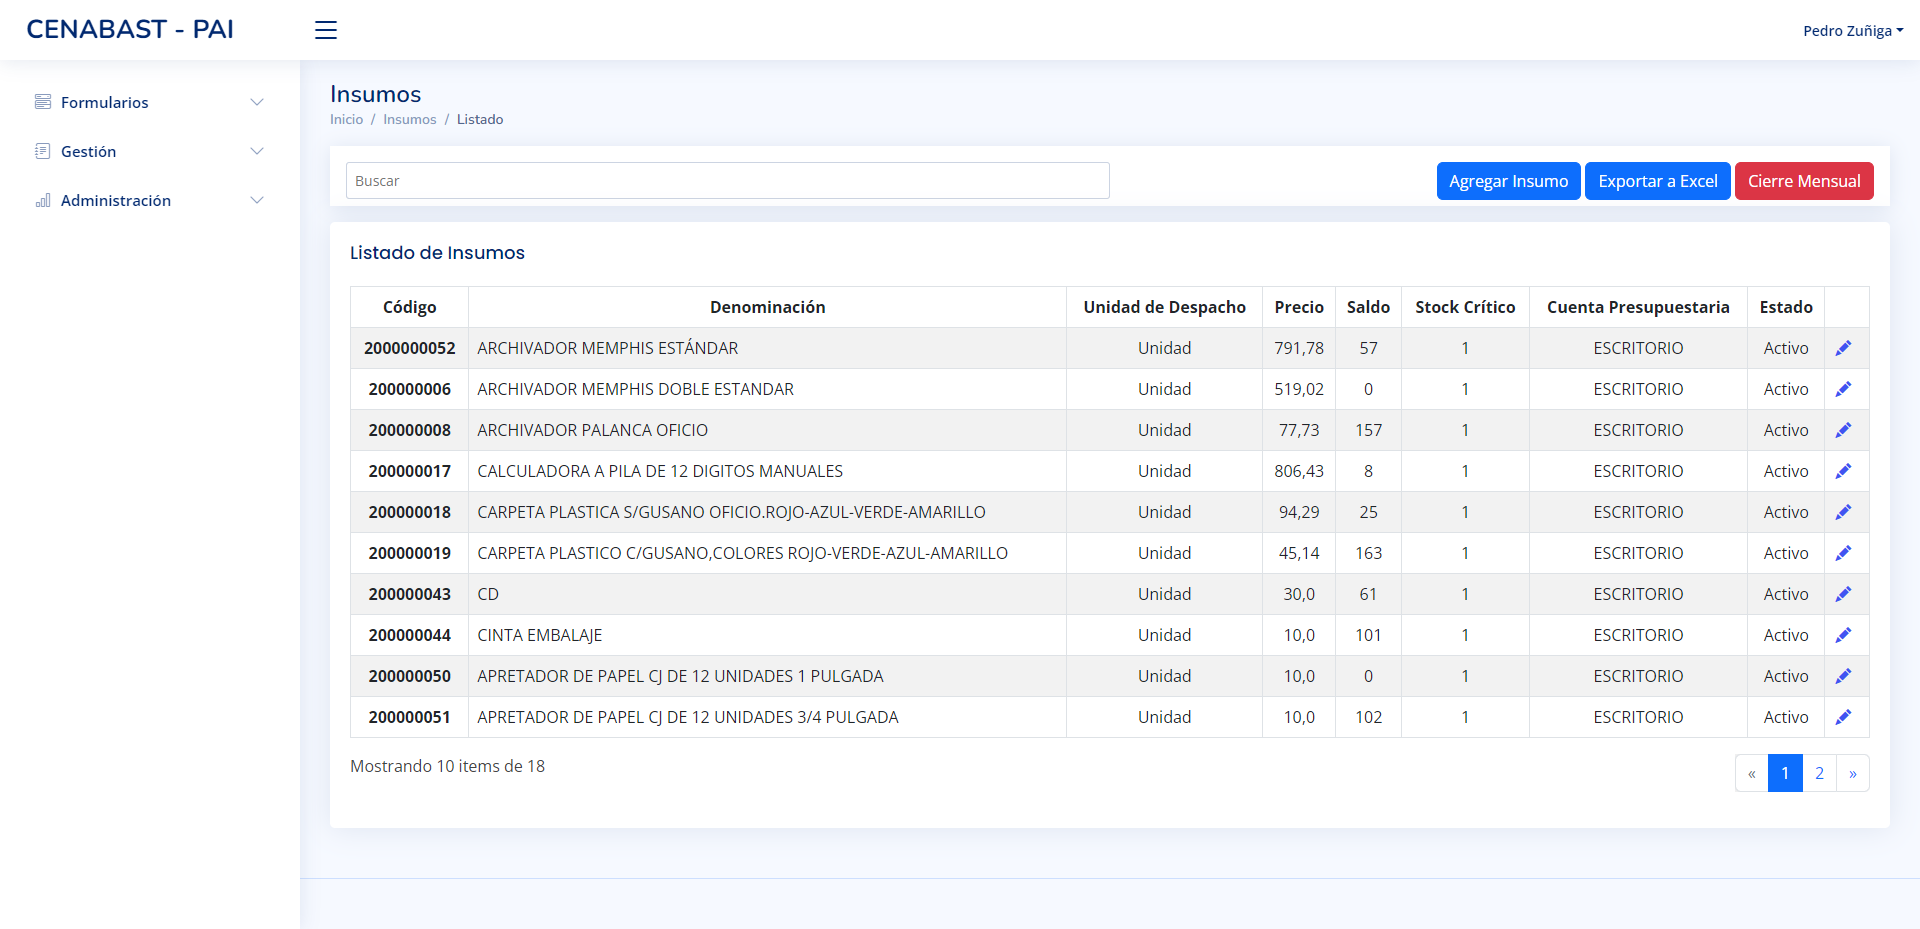 CENABAST - PAI
Pedro Zuñiga
Formularios
Gestión
Administración
Insumos
Inicio / Insumos / Listado
Buscar
Agregar Insumo Exportar a Excel Cierre Mensual
Listado de Insumos
Código Denominación Unidad de Despacho Precio Saldo Stock Crítico Cuenta Presupuestaria Estado
2000000052 ARCHIVADOR MEMPHIS ESTÁNDAR Unidad 791,78 57 1 ESCRITORIO Activo
200000006 ARCHIVADOR MEMPHIS DOBLE ESTANDAR Unidad 519,02 0 1 ESCRITORIO Activo
200000008 ARCHIVADOR PALANCA OFICIO Unidad 77,73 157 1 ESCRITORIO Activo
200000017 CALCULADORA A PILA DE 12 DIGITOS MANUALES Unidad 806,43 8 1 ESCRITORIO Activo
200000018 CARPETA PLASTICA S/GUSANO OFICIO.ROJO-AZUL-VERDE-AMARILLO Unidad 94,29 25 1 ESCRITORIO Activo
200000019 CARPETA PLASTICO C/GUSANO,COLORES ROJO-VERDE-AZUL-AMARILLO Unidad 45,14 163 1 ESCRITORIO Activo
200000043 CD Unidad 30,0 61 1 ESCRITORIO Activo
200000044 CINTA EMBALAJE Unidad 10,0 101 1 ESCRITORIO Activo
200000050 APRETADOR DE PAPEL CJ DE 12 UNIDADES 1 PULGADA Unidad 10,0 0 1 ESCRITORIO Activo
200000051 APRETADOR DE PAPEL CJ DE 12 UNIDADES 3/4 PULGADA Unidad 10,0 102 1 ESCRITORIO Activo
Mostrando 10 items de 18
« 1 2 »